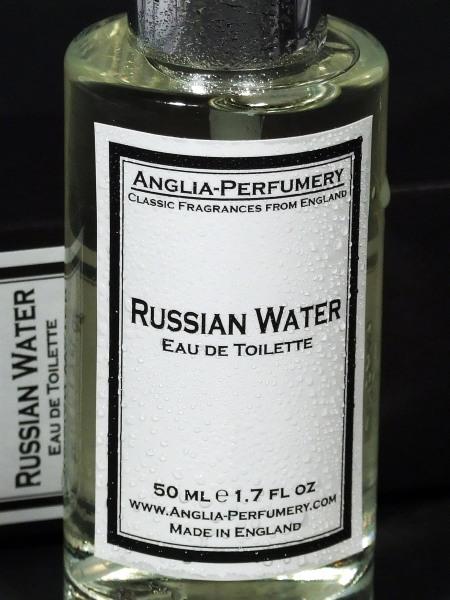 ANGLIA-PERFUMERY
CLASSIC FRAGRANCES FROM ENGLAND
RUSSIAN WATER
EAU DE TOILETTE
50 ML ℮ 1.7 FL OZ
WWW.ANGLIA-PERFUMERY.COM
MADE IN ENGLAND
RUSSIAN WATER
EAU DE TOILETTE